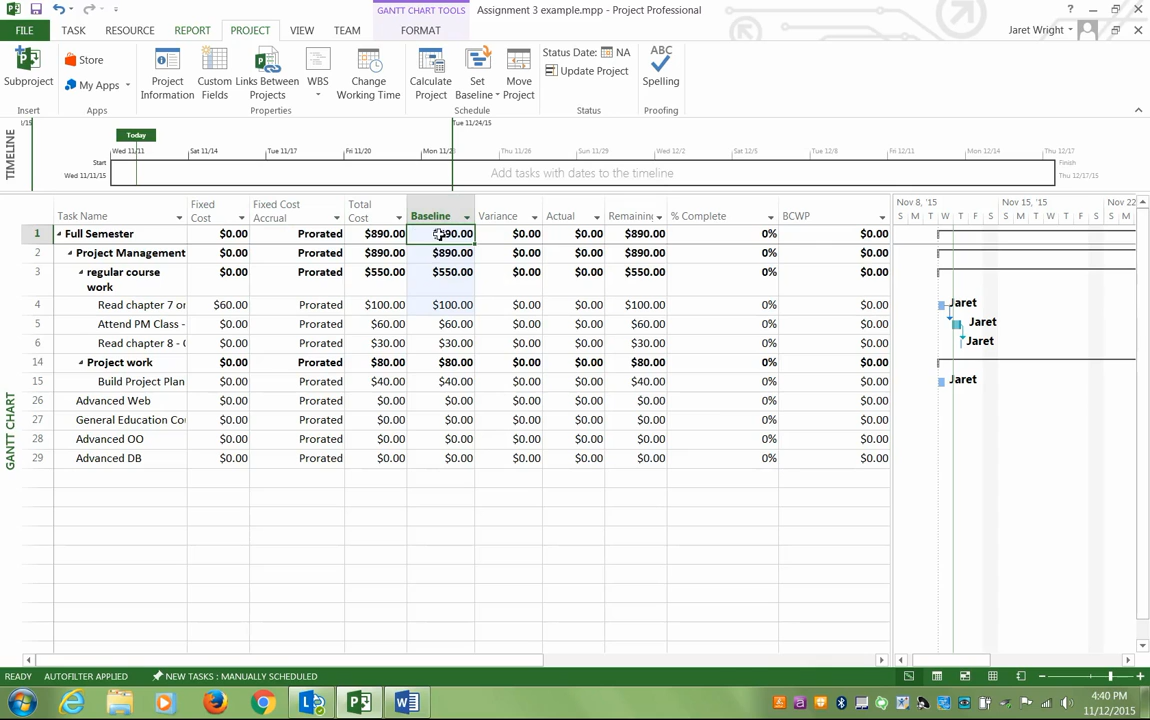 GANTT CHART TOOLS
Assignment 3 example.mpp - Project Professional
FILE TASK RESOURCE REPORT PROJECT VIEW TEAM FORMAT
Jaret Wright
Subproject
Store
My Apps
Project Information
Custom Fields
Links Between Projects
WBS
Change Working Time
Calculate Project
Set Baseline
Move Project
Status Date: NA
Update Project
ABC
Spelling
Insert Apps Properties Schedule Status Proofing
TIMELINE
1/15
Today
Tue 11/24/15
Wed 11/11 Sat 11/14 Tue 11/17 Fri 11/20 Mon 11/23 Thu 11/26 Sun 11/29 Wed 12/2 Sat 12/5 Tue 12/8 Fri 12/11 Mon 12/14 Thu 12/17
Start
Wed 11/11/15
Add tasks with dates to the timeline
Finish
Thu 12/17/15
GANTT CHART
Task Name Fixed Cost Fixed Cost Accrual Total Cost Baseline Variance Actual Remaining % Complete BCWP
Nov 8, '15 Nov 15, '15 Nov 22
S M T W T F S S M T W T F S S M
1 Full Semester $0.00 Prorated $890.00 $890.00 $0.00 $0.00 $890.00 0% $0.00
2 Project Management $0.00 Prorated $890.00 $890.00 $0.00 $0.00 $890.00 0% $0.00
3 regular course work $0.00 Prorated $550.00 $550.00 $0.00 $0.00 $550.00 0% $0.00
4 Read chapter 7 or $60.00 Prorated $100.00 $100.00 $0.00 $0.00 $100.00 0% $0.00 Jaret
5 Attend PM Class - $0.00 Prorated $60.00 $60.00 $0.00 $0.00 $60.00 0% $0.00 Jaret
6 Read chapter 8 - $0.00 Prorated $30.00 $30.00 $0.00 $0.00 $30.00 0% $0.00 Jaret
14 Project work $0.00 Prorated $80.00 $80.00 $0.00 $0.00 $80.00 0% $0.00
15 Build Project Plan $0.00 Prorated $40.00 $40.00 $0.00 $0.00 $40.00 0% $0.00 Jaret
26 Advanced Web $0.00 Prorated $0.00 $0.00 $0.00 $0.00 $0.00 0% $0.00
27 General Education Cou $0.00 Prorated $0.00 $0.00 $0.00 $0.00 $0.00 0% $0.00
28 Advanced OO $0.00 Prorated $0.00 $0.00 $0.00 $0.00 $0.00 0% $0.00
29 Advanced DB $0.00 Prorated $0.00 $0.00 $0.00 $0.00 $0.00 0% $0.00
READY AUTOFILTER APPLIED NEW TASKS : MANUALLY SCHEDULED
4:40 PM
11/12/2015